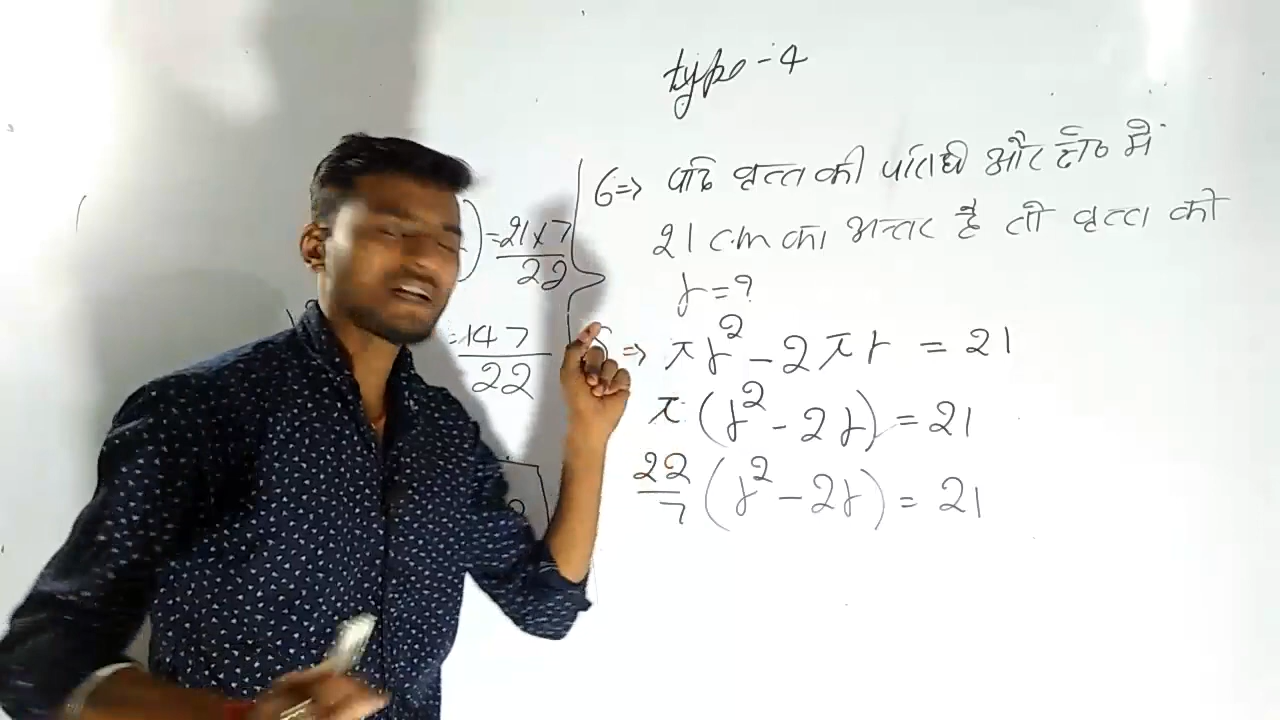 type-4
6⇒ यदि वृत्त की परिधी और क्षे० में
21 c.m का अन्तर है तो वृत्त को
r = ?
⇒ πr² - 2πr = 21
π(r² - 2r) = 21
22/7 (r² - 2r) = 21
) = 21×7/22
= 147/22